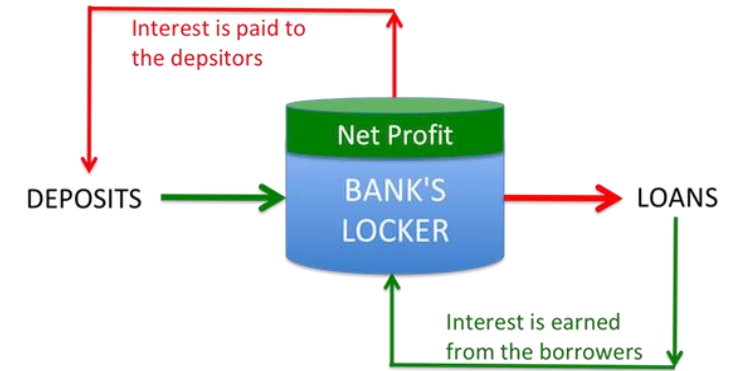 Interest is paid to
the depsitors
Net Profit
DEPOSITS
BANK'S
LOCKER
LOANS
Interest is earned
from the borrowers